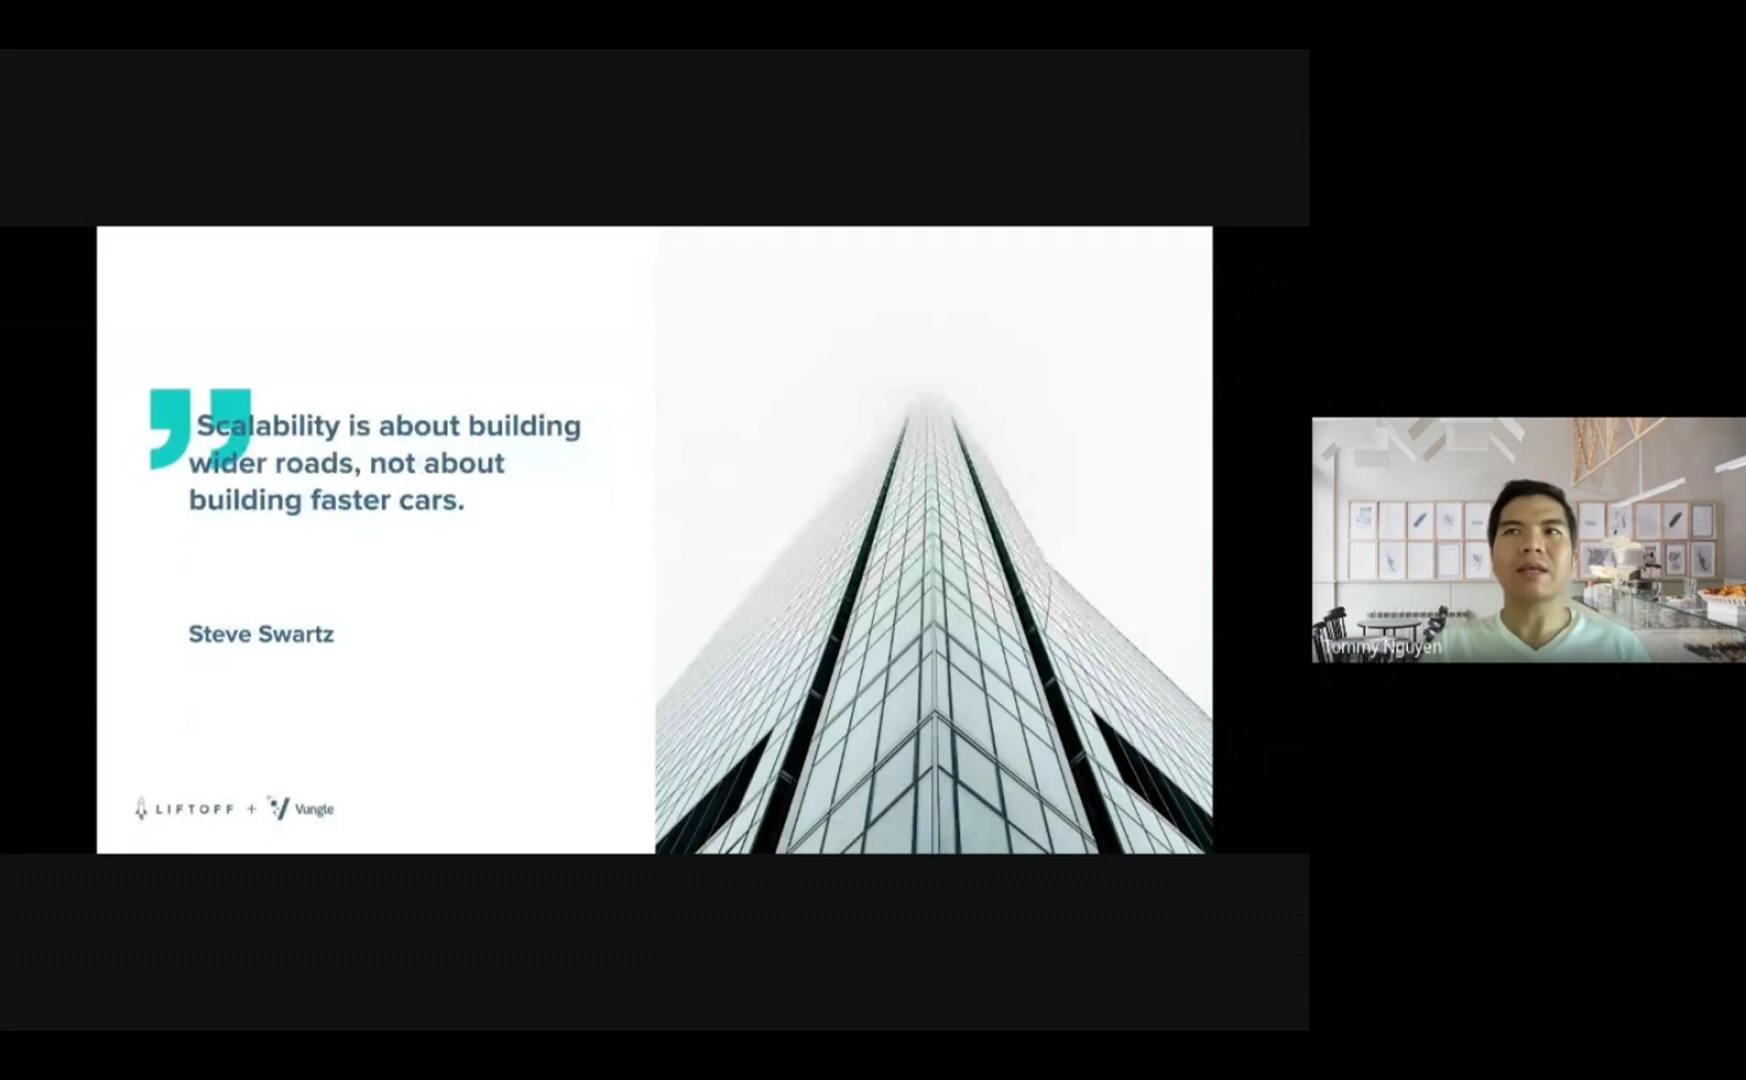 Scalability is about building
wider roads, not about
building faster cars.
Steve Swartz
LIFTOFF + Vungle
Tommy Nguyen